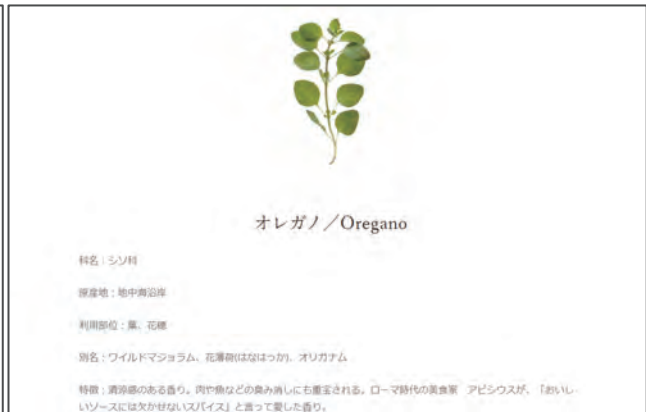 オレガノ／Oregano
科名：シソ科
原産地：地中海沿岸
利用部位：葉、花穂
別名：ワイルドマジョラム、花薄荷(はなはっか)、オリガナム
特徴：清涼感のある香り。肉や魚などの臭み消しにも重宝される。ローマ時代の美食家　アピシウスが、「おいし
いソースには欠かせないスパイス」と言って愛した香り。